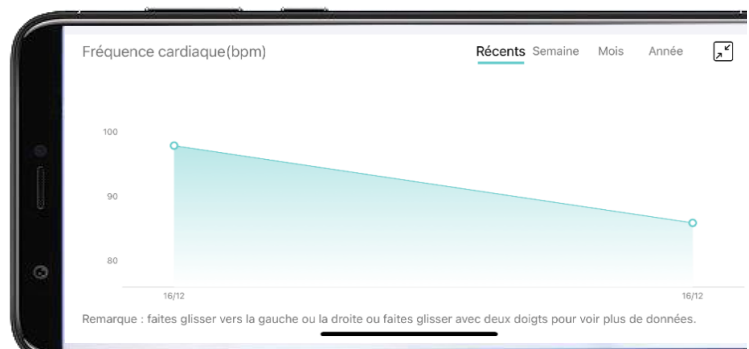 Fréquence cardiaque(bpm) Récents Semaine Mois Année
100
90
80
16/12 16/12
Remarque : faites glisser vers la gauche ou la droite ou faites glisser avec deux doigts pour voir plus de données.